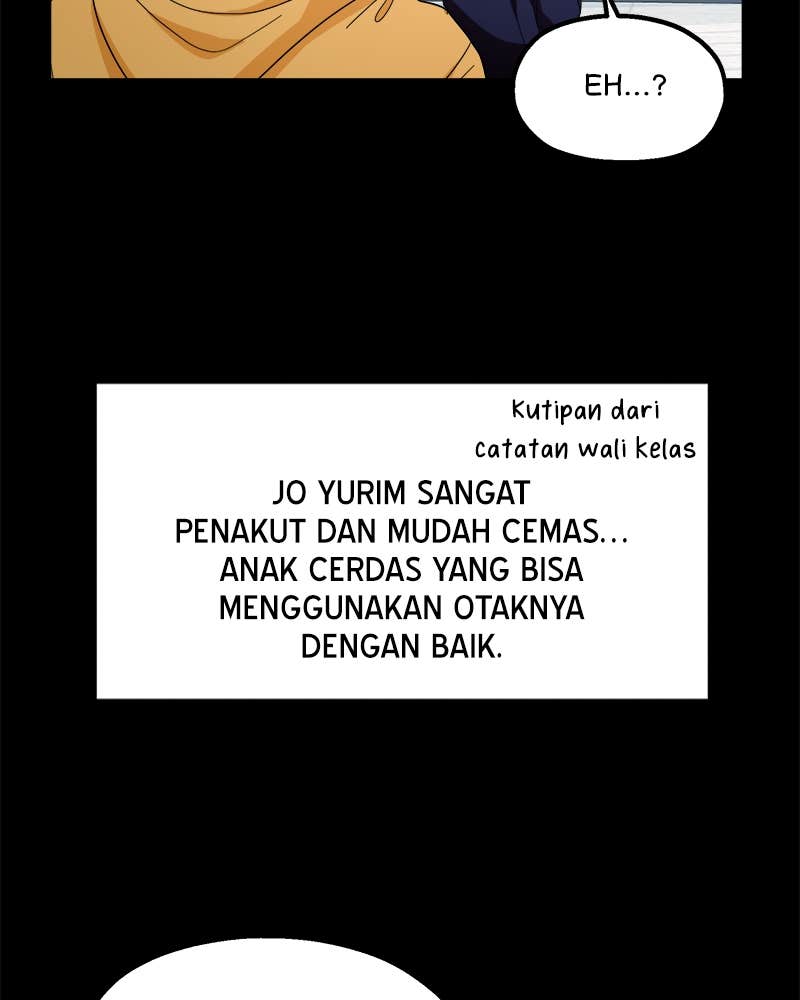 EH...?
Kutipan dari
catatan wali kelas
JO YURIM SANGAT
PENAKUT DAN MUDAH CEMAS...
ANAK CERDAS YANG BISA
MENGGUNAKAN OTAKNYA
DENGAN BAIK.